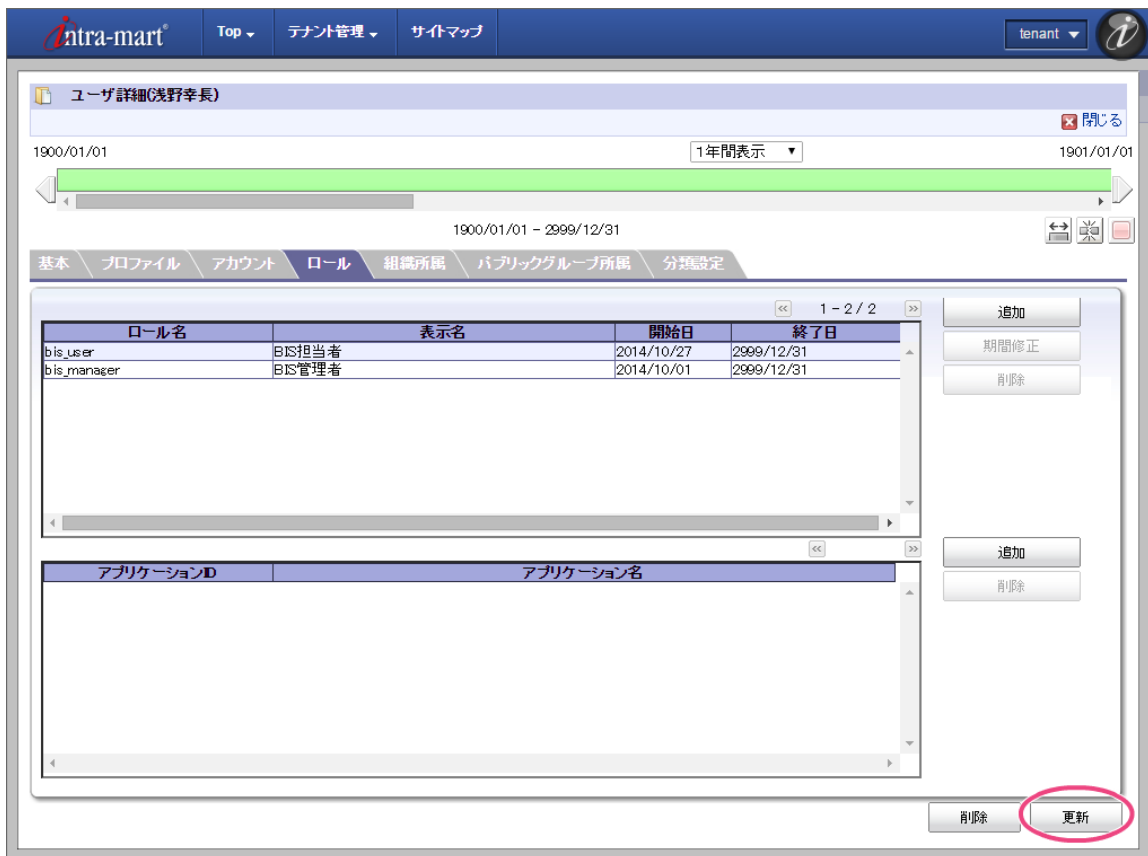 intra-mart® Top テナント管理 サイトマップ tenant
ユーザ詳細(浅野幸長)
閉じる
1900/01/01 1年間表示 1901/01/01
1900/01/01 - 2999/12/31
基本 プロファイル アカウント ロール 組織所属 パブリックグループ所属 分類設定
1 - 2 / 2 追加
ロール名 表示名 開始日 終了日
期間修正
bis_user BIS担当者 2014/10/27 2999/12/31
bis_manager BIS管理者 2014/10/01 2999/12/31
削除
追加
アプリケーションID アプリケーション名
削除
削除 更新